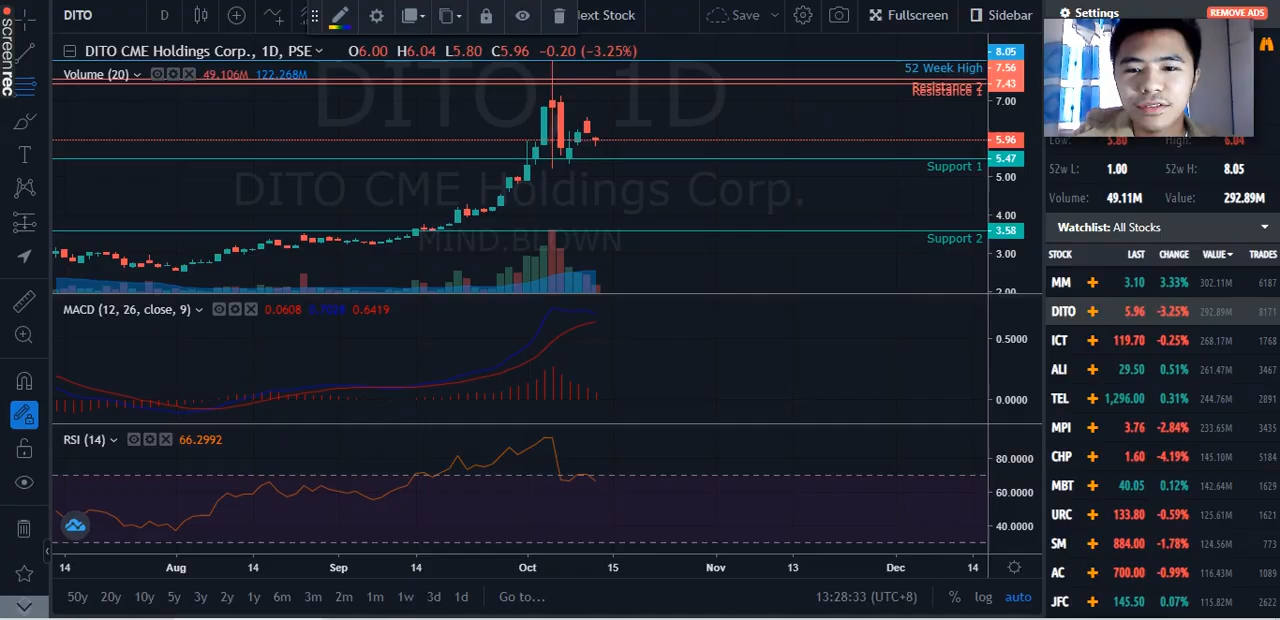 DITO
D
ext Stock
Save
Fullscreen
Sidebar
Settings
REMOVE ADS
screenrec
DITO CME Holdings Corp., 1D, PSE O6.00 H6.04 L5.80 C5.96 -0.20 (-3.25%)
Volume (20) 49.106M 122.268M
8.05
52 Week High
7.56
Resistance 2
7.43
Resistance 1
7.00
5.96
5.47
Support 1
5.00
4.00
3.58
Support 2
3.00
2.00
DITO, 1D
DITO CME Holdings Corp.
MIND.BLOWN
MACD (12, 26, close, 9) 0.0608 0.6419
0.5000
0.0000
RSI (14) 66.2992
80.0000
60.0000
40.0000
14 Aug 14 Sep 14 Oct 15 Nov 13 Dec 14
50y 20y 10y 5y 3y 2y 1y 6m 3m 2m 1m 1w 3d 1d Go to... 13:28:33 (UTC+8) % log auto
Low: 5.80 High: 6.04
52w L: 1.00 52w H: 8.05
Volume: 49.11M Value: 292.89M
Watchlist: All Stocks
STOCK LAST CHANGE VALUE TRADES
MM 3.10 3.33% 302.11M 6187
DITO 5.96 -3.25% 292.89M 8171
ICT 119.70 -0.25% 268.17M 1768
ALI 29.50 0.51% 261.47M 3467
TEL 1,296.00 0.31% 244.76M 2891
MPI 3.76 -2.84% 233.65M 3435
CHP 1.60 -4.19% 145.10M 5184
MBT 40.05 0.12% 142.64M 1629
URC 133.80 -0.59% 125.61M 1621
SM 884.00 -1.78% 124.56M 773
AC 700.00 -0.99% 116.43M 1089
JFC 145.50 0.07% 115.82M 2622